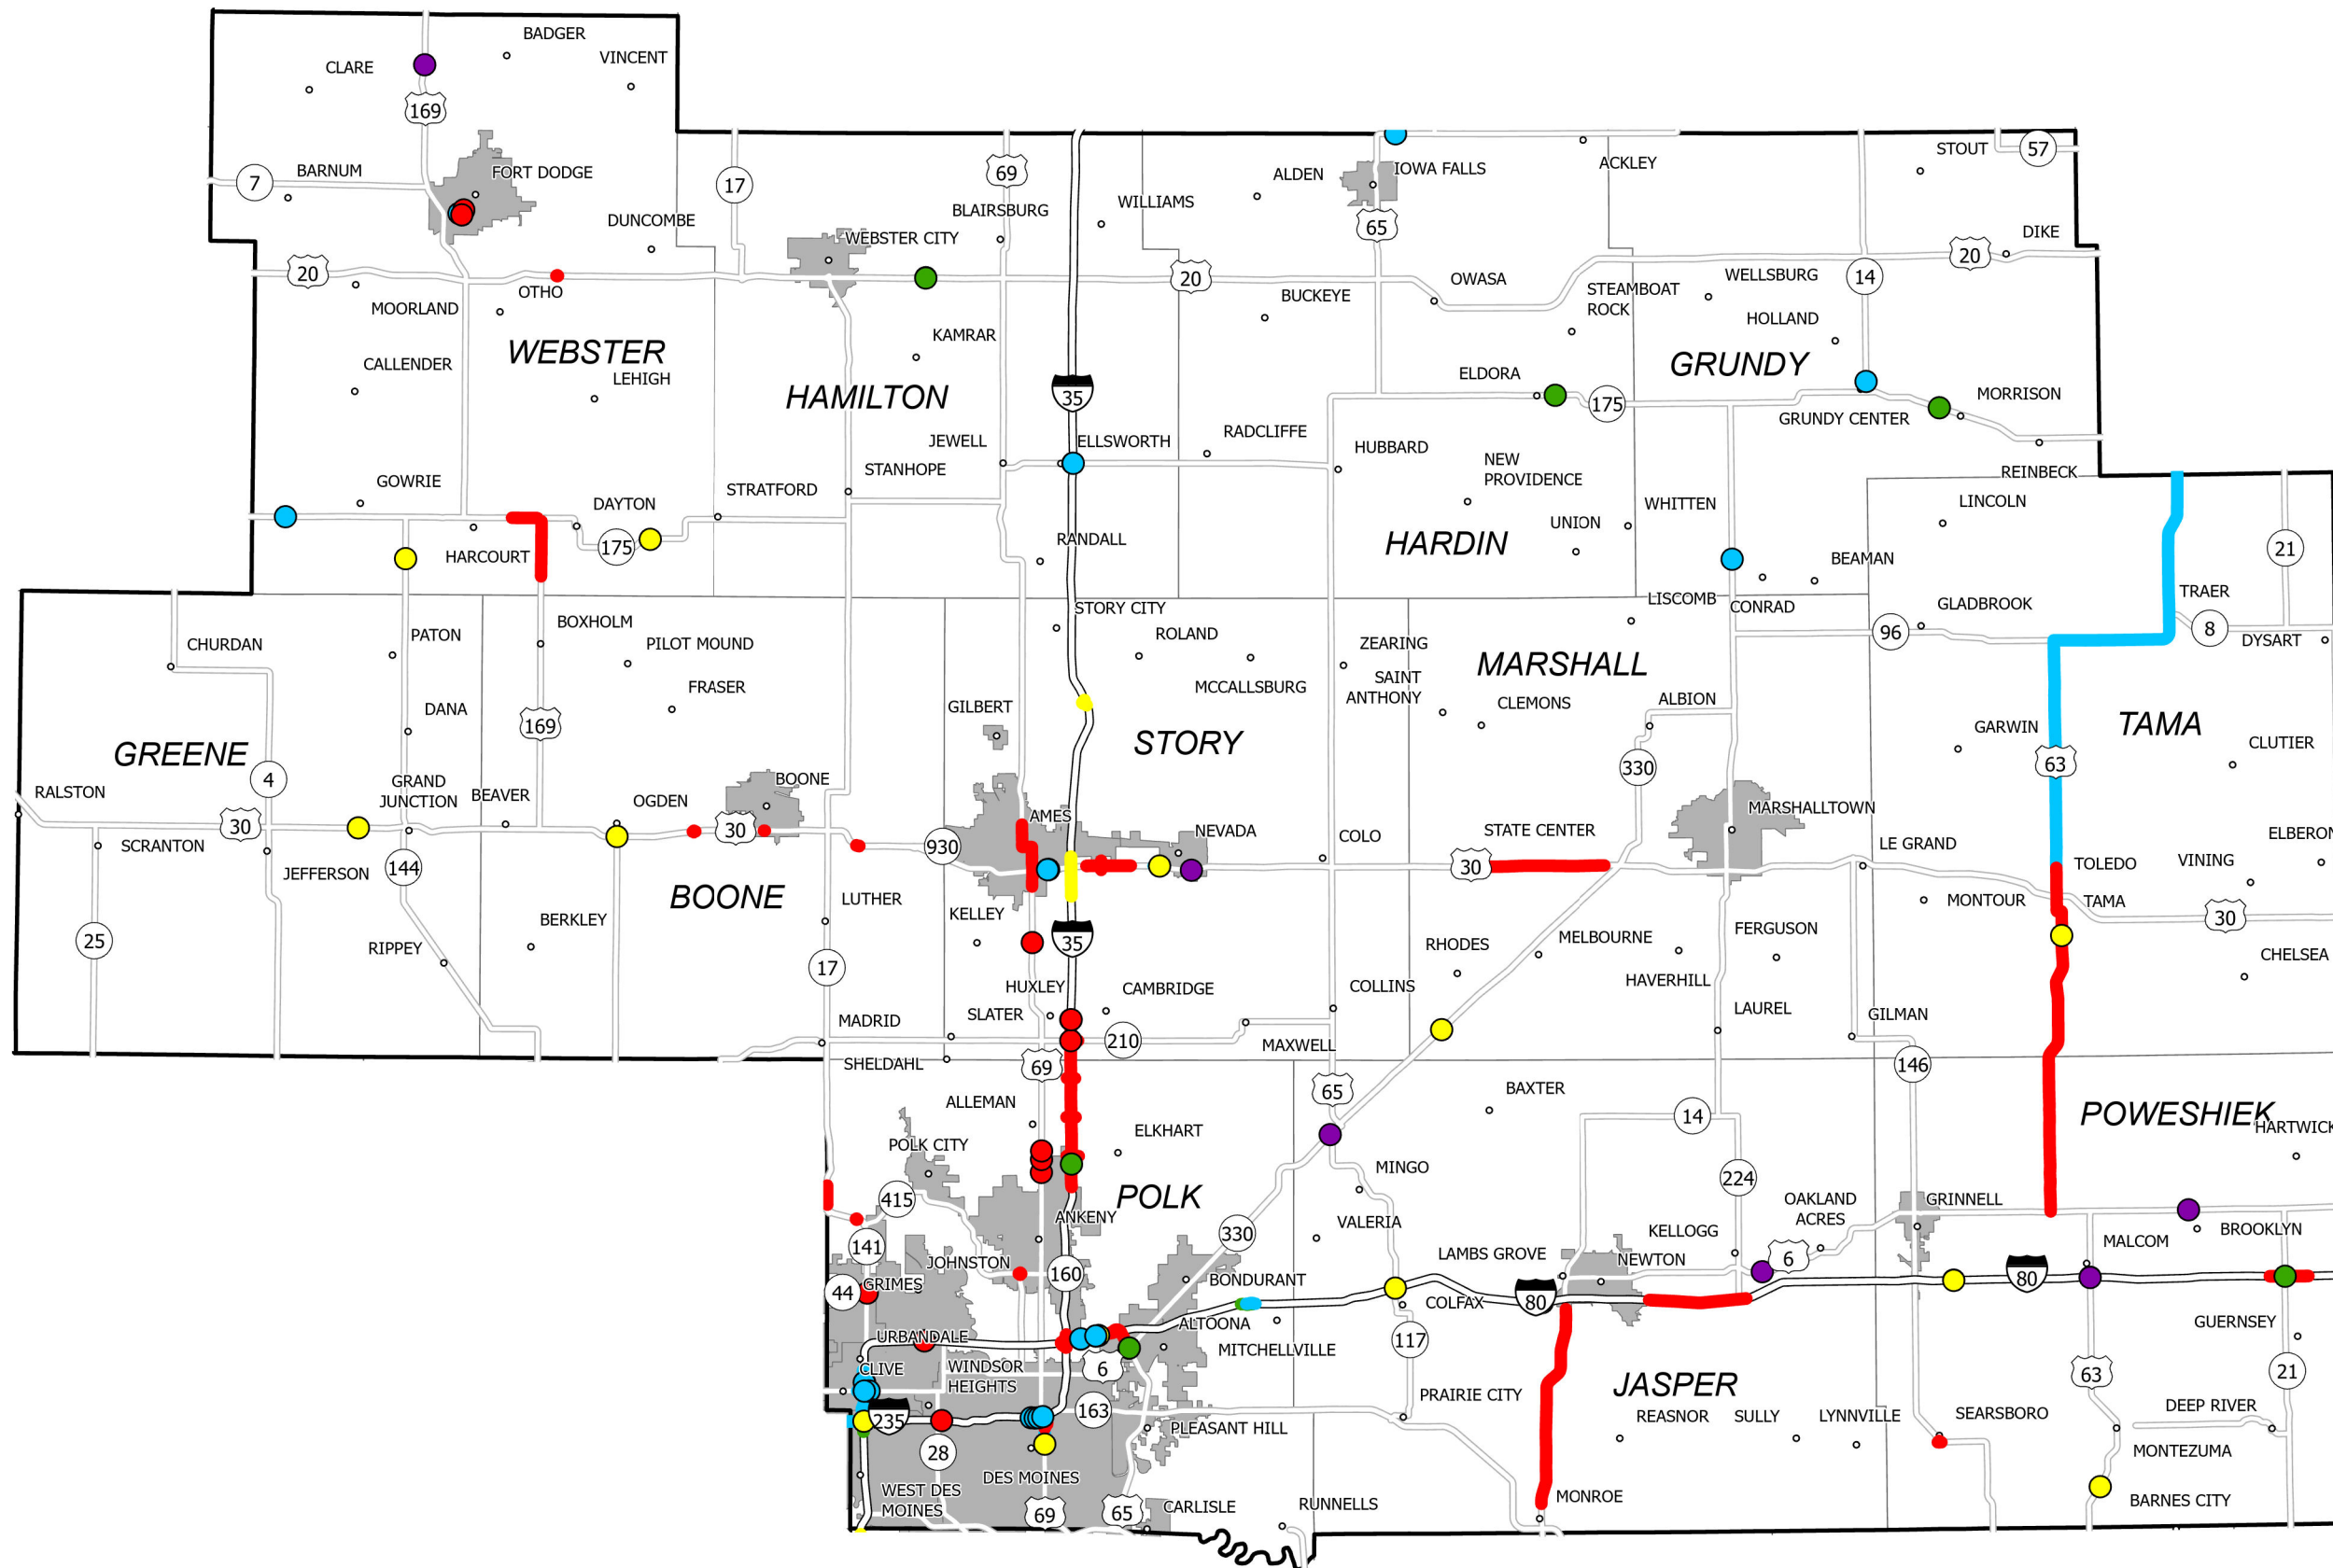 BADGER
VINCENT
CLARE
169
BARNUM
7
FORT DODGE
17
69
ALDEN
IOWA FALLS
ACKLEY
STOUT
57
DUNCOMBE
BLAIRSBURG
WILLIAMS
65
WEBSTER CITY
DIKE
20
OTHO
MOORLAND
20
BUCKEYE
OWASA
STEAMBOAT
ROCK
WELLSBURG
14
20
HOLLAND
KAMRAR
WEBSTER
LEHIGH
CALLENDER
HAMILTON
35
ELDORA
175
GRUNDY
MORRISON
GRUNDY CENTER
JEWELL
ELLSWORTH
RADCLIFFE
HUBBARD
STANHOPE
NEW
PROVIDENCE
REINBECK
GOWRIE
DAYTON
STRATFORD
WHITTEN
LINCOLN
UNION
175
HARCOURT
RANDALL
HARDIN
BEAMAN
21
TRAER
LISCOMB
CONRAD
GLADBROOK
STORY CITY
BOXHOLM
CHURDAN
PATON
PILOT MOUND
ROLAND
ZEARING
96
8
DYSART
MARSHALL
SAINT
ANTHONY
FRASER
MCCALLSBURG
CLEMONS
ALBION
DANA
GILBERT
169
STORY
GARWIN
TAMA
CLUTIER
GREENE
4
330
63
GRAND
JUNCTION
BEAVER
BOONE
RALSTON
OGDEN
MARSHALLTOWN
AMES
30
30
NEVADA
COLO
STATE CENTER
ELBERON
SCRANTON
930
LE GRAND
JEFFERSON
144
30
TOLEDO
VINING
BOONE
LUTHER
MONTOUR
TAMA
KELLEY
30
BERKLEY
25
RIPPEY
35
RHODES
MELBOURNE
FERGUSON
CHELSEA
17
HAVERHILL
HUXLEY
CAMBRIDGE
COLLINS
LAUREL
GILMAN
MADRID
SLATER
210
MAXWELL
SHELDAHL
69
146
65
BAXTER
ALLEMAN
14
POWESHIEK
HARTWICK
POLK CITY
ELKHART
MINGO
224
415
POLK
OAKLAND
ACRES
GRINNELL
ANKENY
330
VALERIA
KELLOGG
BROOKLYN
141
LAMBS GROVE
NEWTON
6
MALCOM
JOHNSTON
160
BONDURANT
80
44
GRIMES
80
COLFAX
ALTOONA
GUERNSEY
URBANDALE
MITCHELLVILLE
117
CLIVE
WINDSOR
HEIGHTS
6
63
21
JASPER
PRAIRIE CITY
235
163
REASNOR
SULLY
LYNNVILLE
SEARSBORO
DEEP RIVER
PLEASANT HILL
28
MONTEZUMA
DES MOINES
WEST DES
MOINES
69
65
CARLISLE
RUNNELLS
MONROE
BARNES CITY